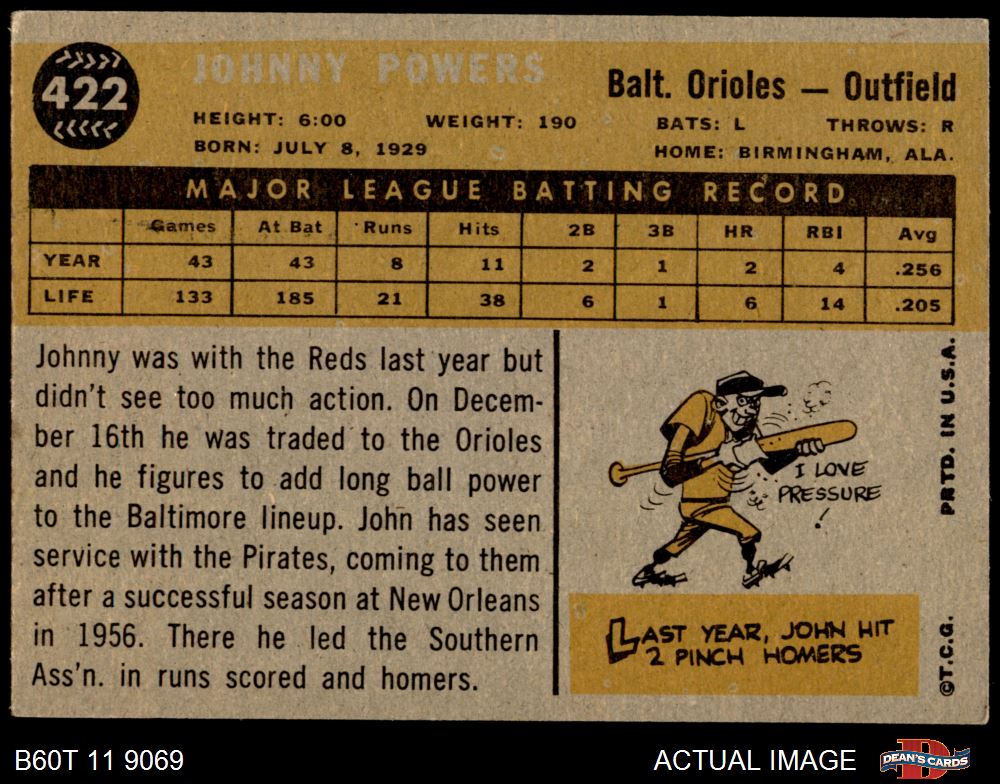 422
JOHNNY POWERS
Balt. Orioles — Outfield
HEIGHT: 6:00 WEIGHT: 190 BATS: L THROWS: R
BORN: JULY 8, 1929 HOME: BIRMINGHAM, ALA.
MAJOR LEAGUE BATTING RECORD
Games At Bat Runs Hits 2B 3B HR RBI Avg
YEAR 43 43 8 11 2 1 2 4 .256
LIFE 133 185 21 38 6 1 6 14 .205
Johnny was with the Reds last year but
didn't see too much action. On Decem-
ber 16th he was traded to the Orioles
and he figures to add long ball power
to the Baltimore lineup. John has seen
service with the Pirates, coming to them
after a successful season at New Orleans
in 1956. There he led the Southern
Ass'n. in runs scored and homers.
I LOVE
PRESSURE
!
LAST YEAR, JOHN HIT
2 PINCH HOMERS
©T.C.G. PRTD. IN U.S.A.
B60T 11 9069 ACTUAL IMAGE
D
DEAN'S CARDS